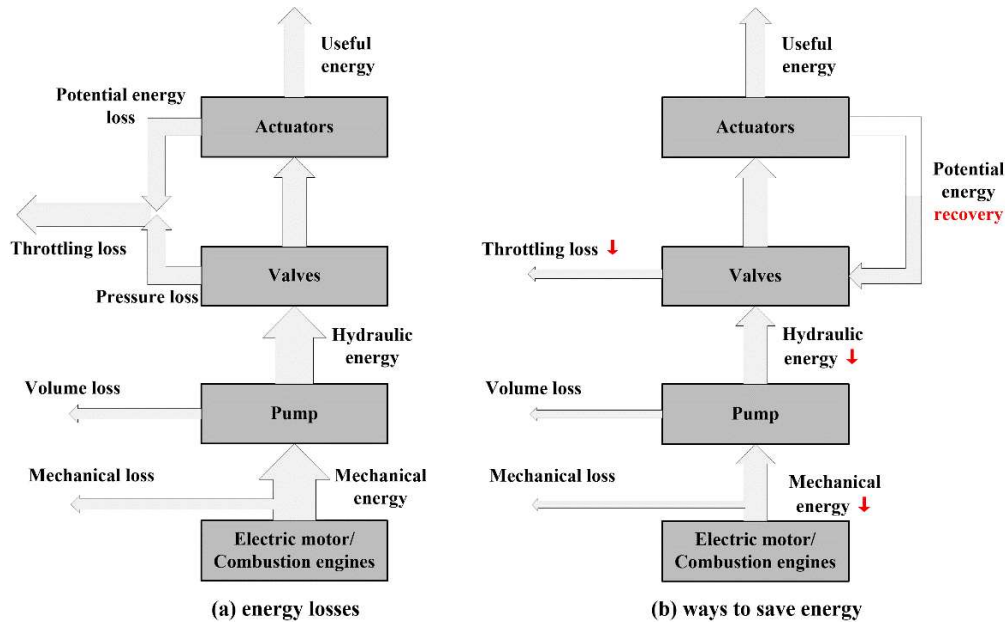 Useful
energy
Potential energy
loss
Actuators
Throttling loss
Valves
Pressure loss
Hydraulic
energy
Volume loss
Pump
Mechanical loss
Mechanical
energy
Electric motor/
Combustion engines
(a) energy losses
Useful
energy
Actuators
Potential
energy
recovery
Throttling loss ↓
Valves
Hydraulic
energy ↓
Volume loss
Pump
Mechanical loss
Mechanical
energy ↓
Electric motor/
Combustion engines
(b) ways to save energy